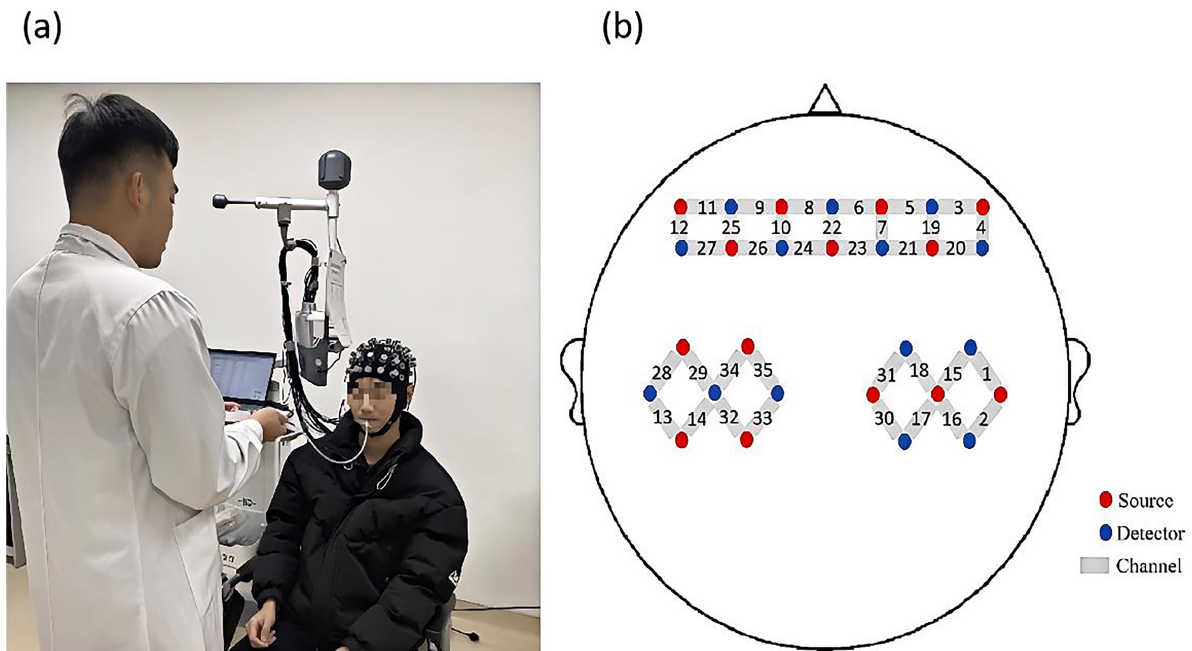 (a)
(b)
11 9 8 6 5 3
12 25 10 22 7 19 4
27 26 24 23 21 20
28 29 34 35
31 18 15 1
13 14 32 33
30 17 16 2
Source
Detector
Channel